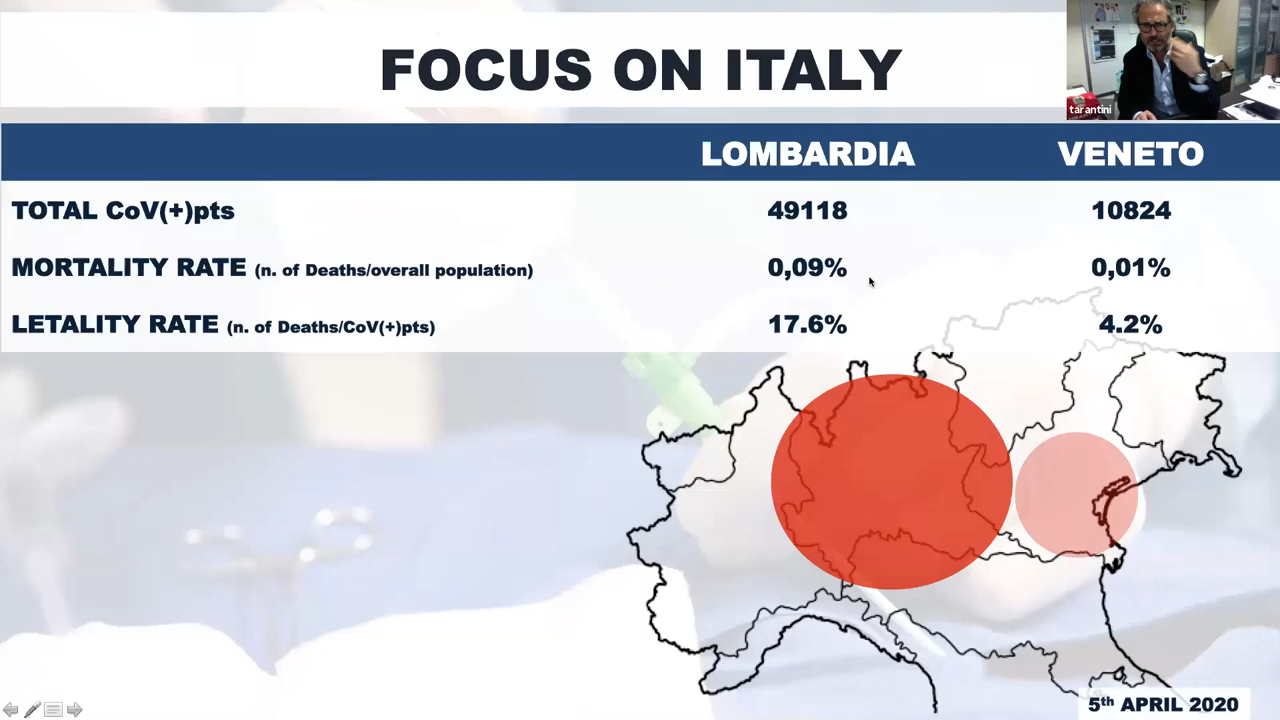 FOCUS ON ITALY
tarantini
LOMBARDIA VENETO
TOTAL CoV(+)pts 49118 10824
MORTALITY RATE (n. of Deaths/overall population) 0,09% 0,01%
LETALITY RATE (n. of Deaths/CoV(+)pts) 17.6% 4.2%
5th APRIL 2020